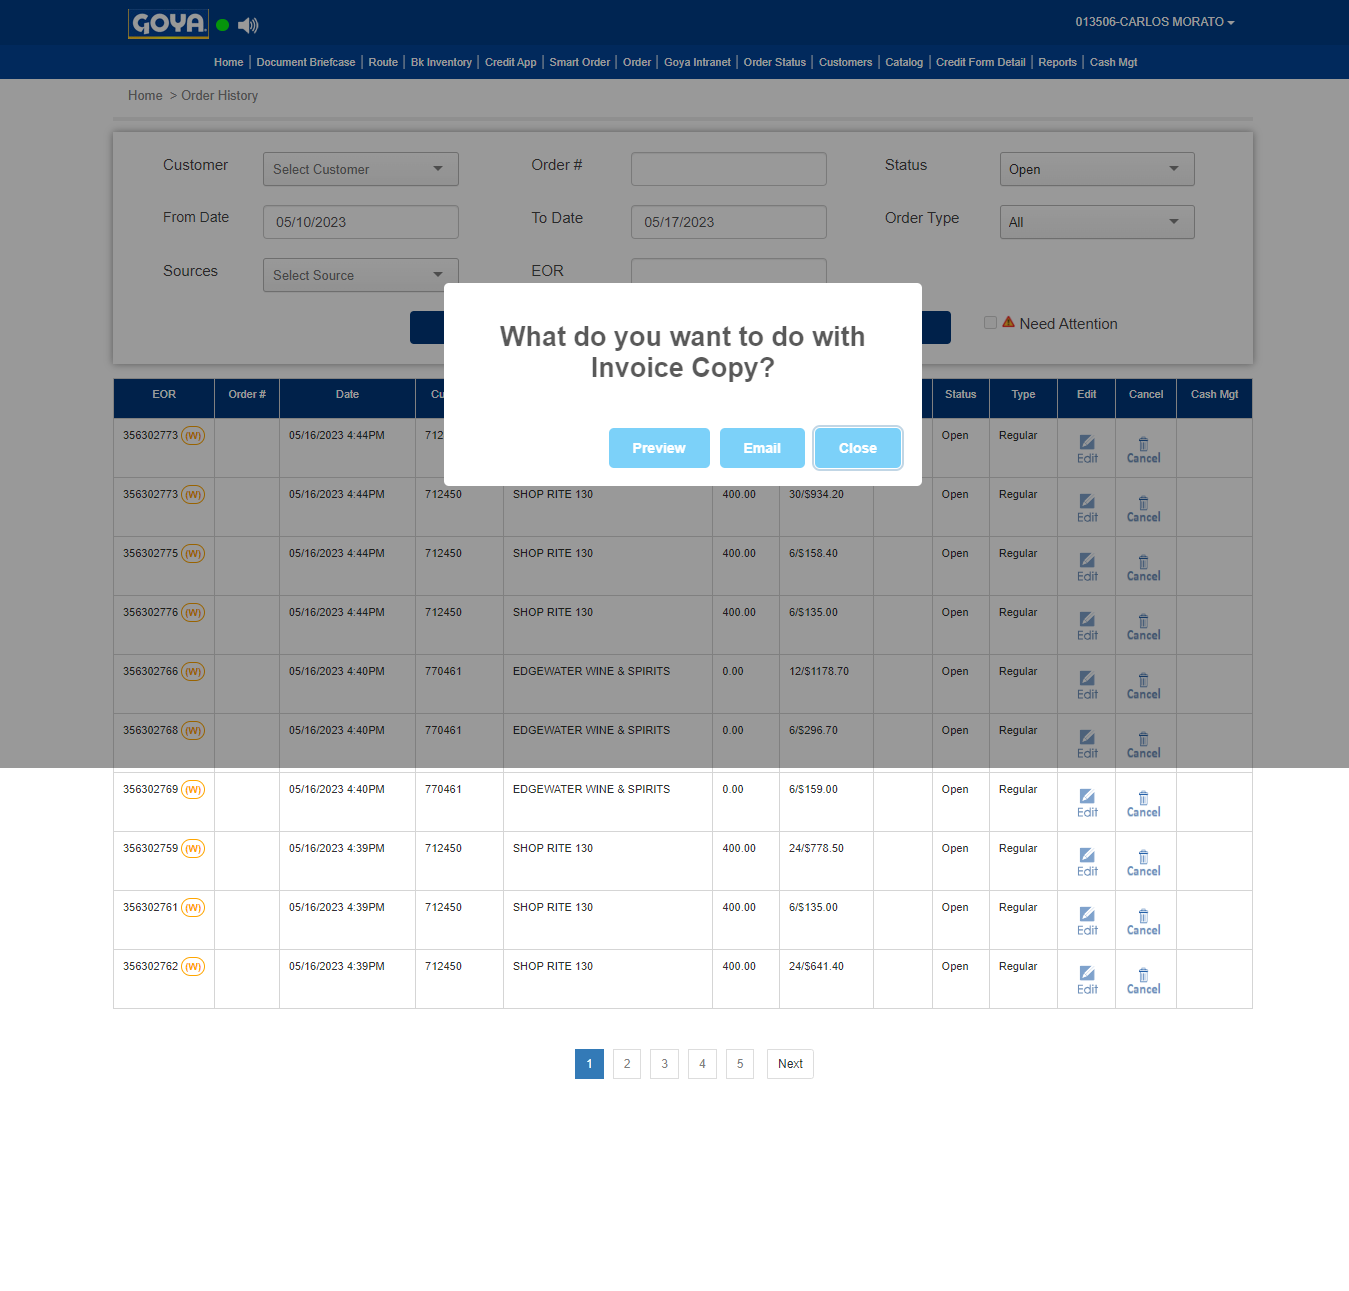 GOYA
013506-CARLOS MORATO
Home | Document Briefcase | Route | Bk Inventory | Credit App | Smart Order | Order | Goya Intranet | Order Status | Customers | Catalog | Credit Form Detail | Reports | Cash Mgt
Home > Order History
Customer Select Customer Order # Status Open
From Date 05/10/2023 To Date 05/17/2023 Order Type All
Sources Select Source EOR
Need Attention
What do you want to do with
Invoice Copy?
Preview Email Close
EOR Order # Date Cu Status Type Edit Cancel Cash Mgt
356302773 (W) 05/16/2023 4:44PM 712 Open Regular Edit Cancel
356302773 (W) 05/16/2023 4:44PM 712450 SHOP RITE 130 400.00 30/$934.20 Open Regular Edit Cancel
356302775 (W) 05/16/2023 4:44PM 712450 SHOP RITE 130 400.00 6/$158.40 Open Regular Edit Cancel
356302776 (W) 05/16/2023 4:44PM 712450 SHOP RITE 130 400.00 6/$135.00 Open Regular Edit Cancel
356302766 (W) 05/16/2023 4:40PM 770461 EDGEWATER WINE & SPIRITS 0.00 12/$1178.70 Open Regular Edit Cancel
356302768 (W) 05/16/2023 4:40PM 770461 EDGEWATER WINE & SPIRITS 0.00 6/$296.70 Open Regular Edit Cancel
356302769 (W) 05/16/2023 4:40PM 770461 EDGEWATER WINE & SPIRITS 0.00 6/$159.00 Open Regular Edit Cancel
356302759 (W) 05/16/2023 4:39PM 712450 SHOP RITE 130 400.00 24/$778.50 Open Regular Edit Cancel
356302761 (W) 05/16/2023 4:39PM 712450 SHOP RITE 130 400.00 6/$135.00 Open Regular Edit Cancel
356302762 (W) 05/16/2023 4:39PM 712450 SHOP RITE 130 400.00 24/$641.40 Open Regular Edit Cancel
1 2 3 4 5 Next